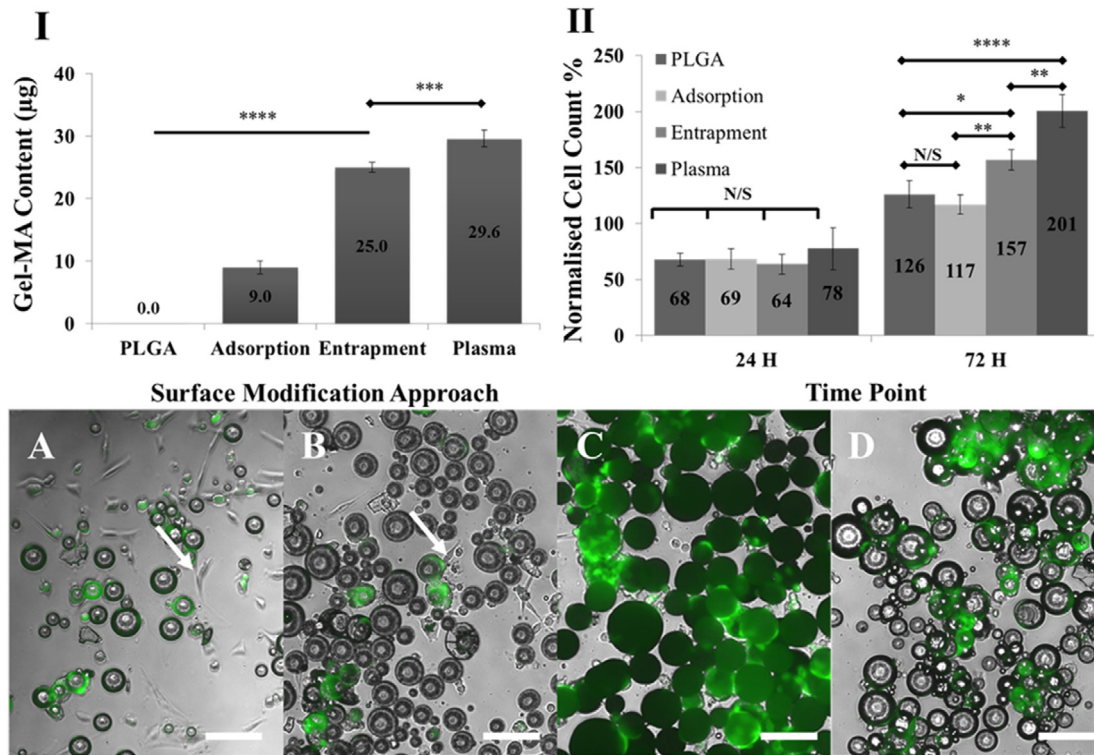 I
Gel-MA Content (µg)
40
30
20
10
0
****
***
0.0
9.0
25.0
29.6
PLGA Adsorption Entrapment Plasma
Surface Modification Approach
II
Normalised Cell Count %
250
200
150
100
50
0
PLGA
Adsorption
Entrapment
Plasma
N/S
****
**
*
**
N/S
68 69 64 78
126 117 157 201
24 H 72 H
Time Point
A B C D